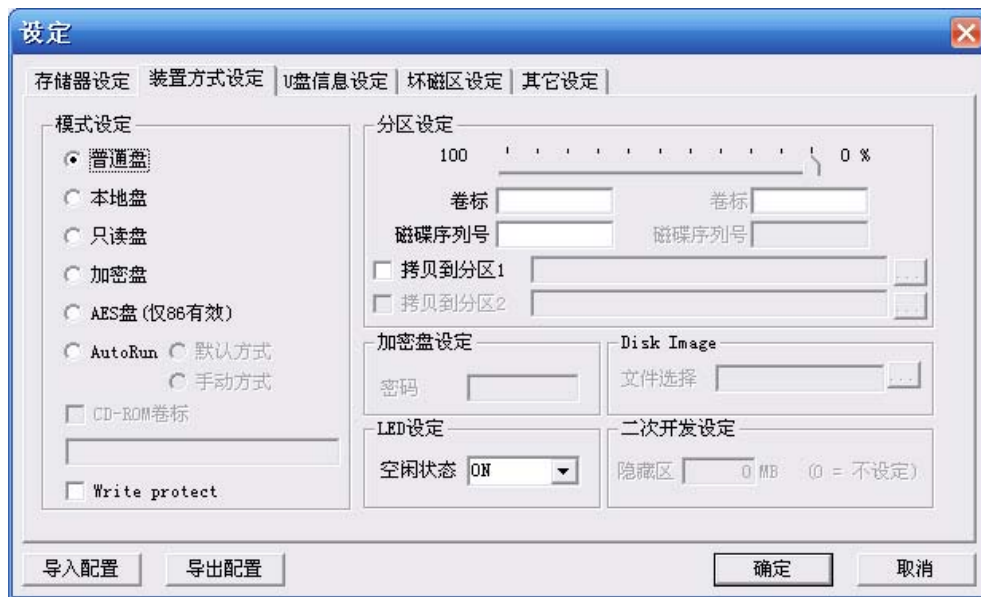 设定
存储器设定 装置方式设定 U盘信息设定 坏磁区设定 其它设定
模式设定
普通盘
本地盘
只读盘
加密盘
AES盘(仅86有效)
AutoRun 默认方式
手动方式
CD-ROM卷标
Write protect
分区设定
100 0 %
卷标 卷标
磁碟序列号 磁碟序列号
拷贝到分区1 ...
拷贝到分区2 ...
加密盘设定
密码
Disk Image
文件选择 ...
LED设定
空闲状态 ON
二次开发设定
隐藏区 0 MB (0 = 不设定)
导入配置 导出配置 确定 取消